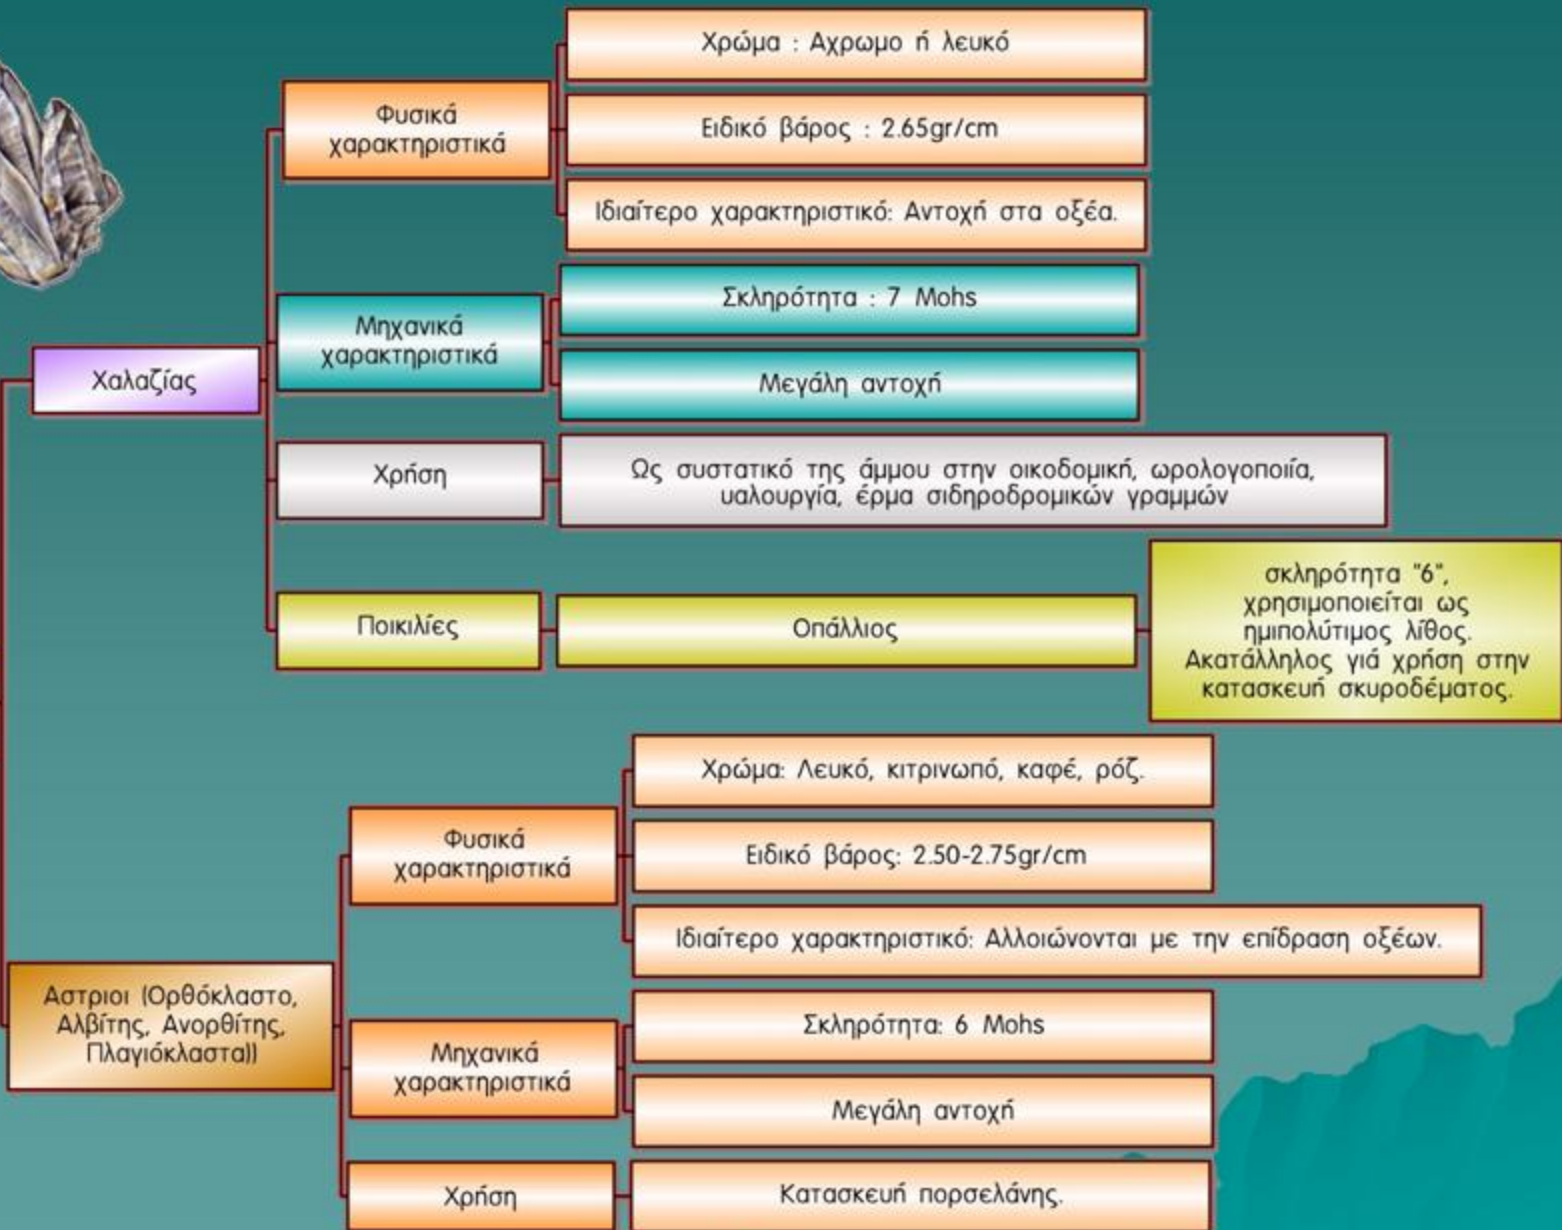 Χαλαζίας
Φυσικά
χαρακτηριστικά
Χρώμα : Αχρωμο ή λευκό
Ειδικό βάρος : 2.65gr/cm
Ιδιαίτερο χαρακτηριστικό: Αντοχή στα οξέα.
Μηχανικά
χαρακτηριστικά
Σκληρότητα : 7 Mohs
Μεγάλη αντοχή
Χρήση
Ως συστατικό της άμμου στην οικοδομική, ωρολογοποιία,
υαλουργία, έρμα σιδηροδρομικών γραμμών
Ποικιλίες
Οπάλλιος
σκληρότητα "6",
χρησιμοποιείται ως
ημιπολύτιμος λίθος.
Ακατάλληλος γιά χρήση στην
κατασκευή σκυροδέματος.
Αστριοι (Ορθόκλαστο,
Αλβίτης, Ανορθίτης,
Πλαγιόκλαστα))
Φυσικά
χαρακτηριστικά
Χρώμα: Λευκό, κιτρινωπό, καφέ, ρόζ.
Ειδικό βάρος: 2.50-2.75gr/cm
Ιδιαίτερο χαρακτηριστικό: Αλλοιώνονται με την επίδραση οξέων.
Μηχανικά
χαρακτηριστικά
Σκληρότητα: 6 Mohs
Μεγάλη αντοχή
Χρήση
Κατασκευή πορσελάνης.